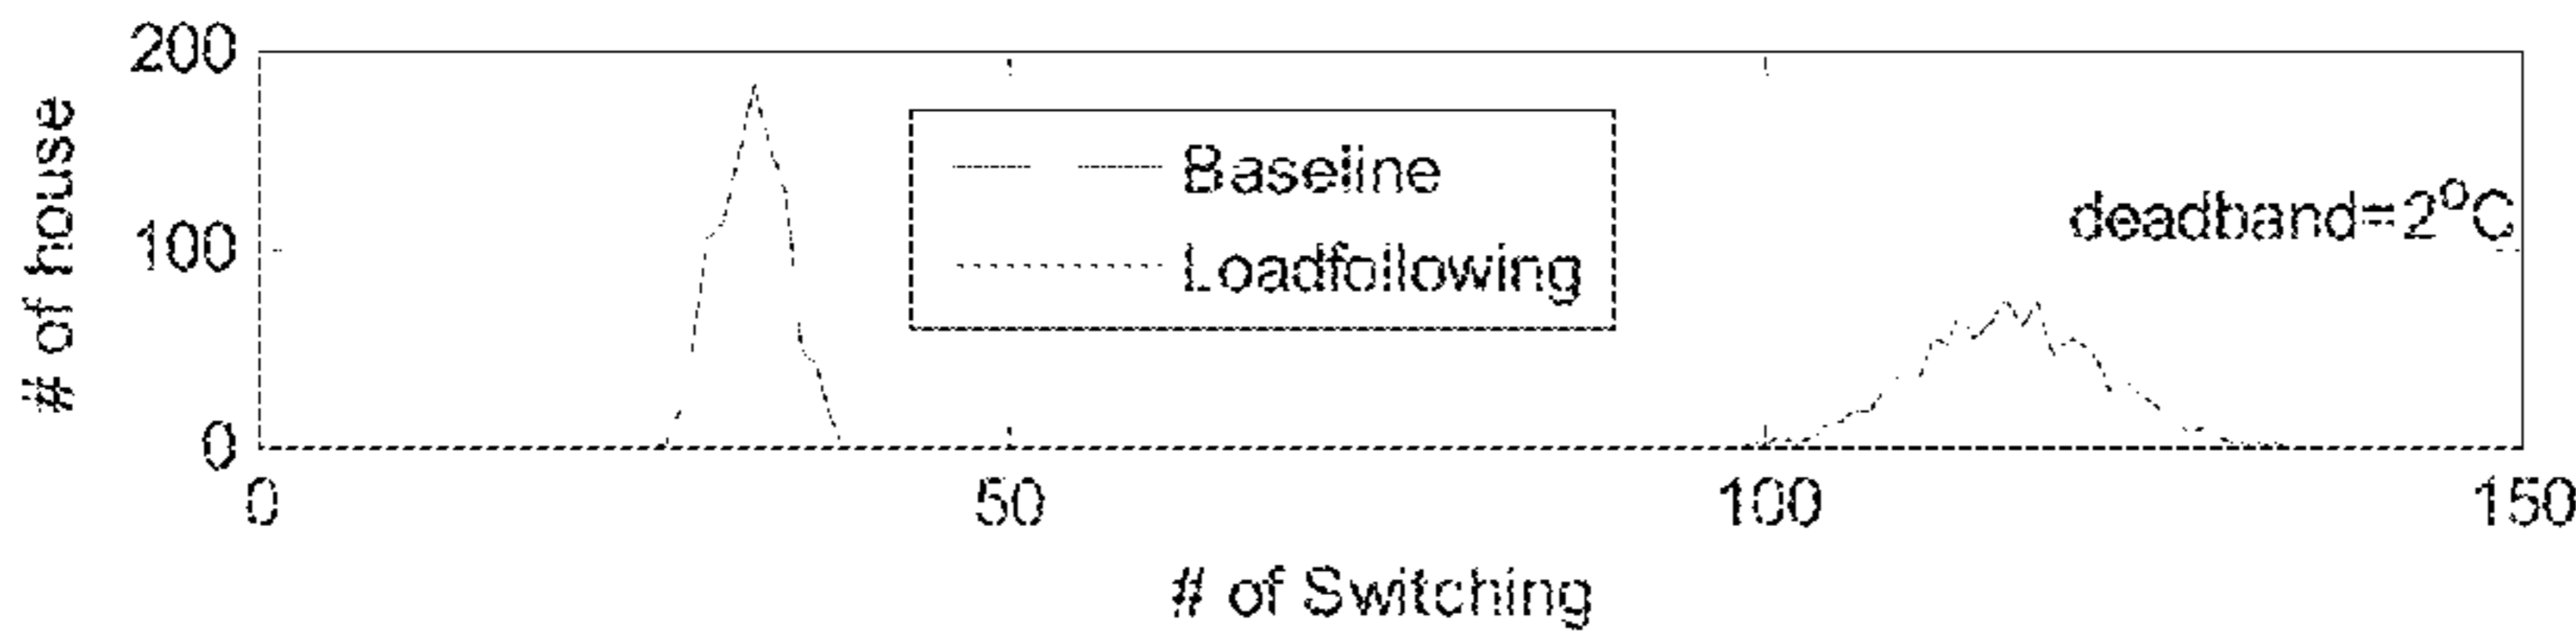 200
100
0
# of house
Baseline
Loadfollowing
deadband=2°C
0 50 100 150
# of Switching